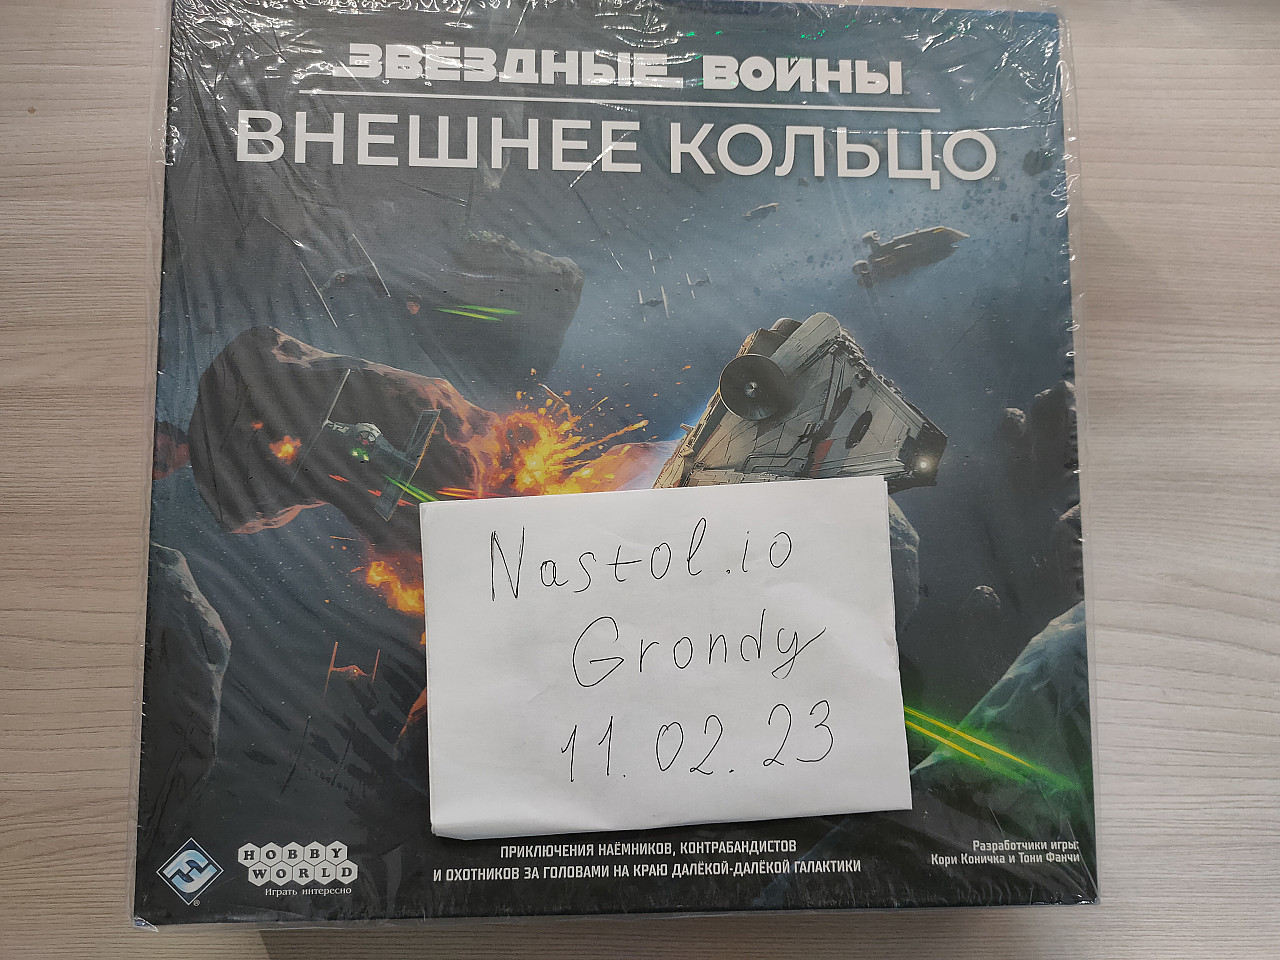 ЗВЁЗДНЫЕ ВОЙНЫ
ВНЕШНЕЕ КОЛЬЦО™
Nastol.io
Grondy
11.02.23
ПРИКЛЮЧЕНИЯ НАЁМНИКОВ, КОНТРАБАНДИСТОВ
И ОХОТНИКОВ ЗА ГОЛОВАМИ НА КРАЮ ДАЛЁКОЙ-ДАЛЁКОЙ ГАЛАКТИКИ
Разработчики игры:
Кори Коничка и Тони Фанчи
HOBBY
WORLD
Играть интересно